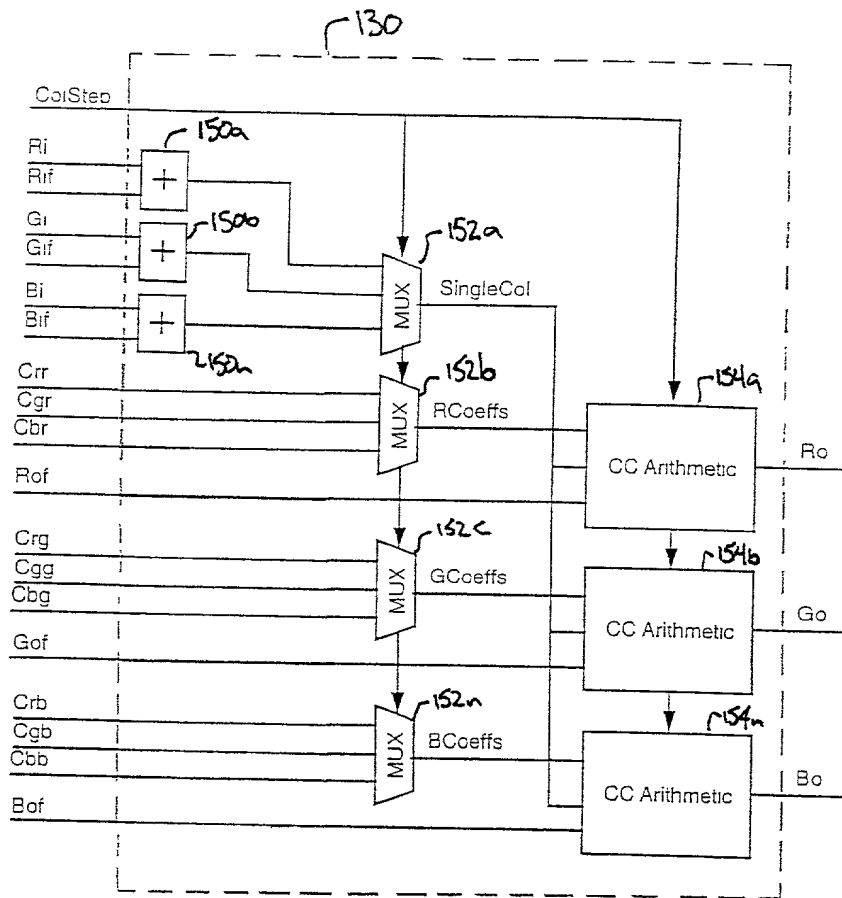 130
ColStep
150a
Ri
Rif
+
150b
Gi
Gif
+
152a
SingleCol
MUX
Bi
Bif
+
150n
152b
Crr
Cgr
Cbr
MUX
RCoeffs
154a
CC Arithmetic
Ro
Rof
152c
Crg
Cgg
Cbg
MUX
GCoeffs
154b
CC Arithmetic
Go
Gof
152n
Crb
Cgb
Cbb
MUX
BCoeffs
154n
CC Arithmetic
Bo
Bof